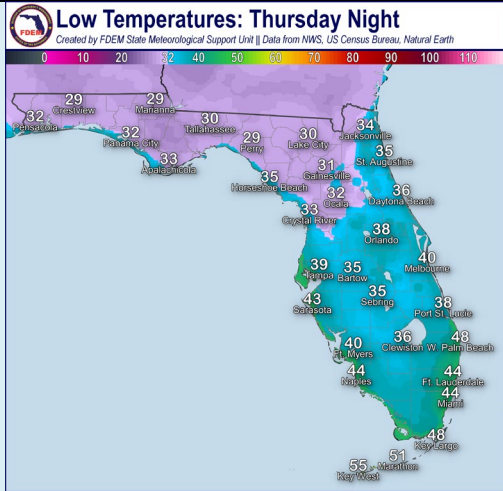 FDEM
Low Temperatures: Thursday Night
Created by FDEM State Meteorological Support Unit || Data from NWS, US Census Bureau, Natural Earth
0 10 20 32 40 50 60 70 80 90 100 110
29
Crestview
29
Marianna
32
Pensacola
30
Tallahassee
32
Panama City
29
Perry
30
Lake City
34
Jacksonville
33
Apalachicola
35
St. Augustine
31
Gainesville
35
Horseshoe Beach
32
Ocala
36
Daytona Beach
33
Crystal River
38
Orlando
39
Tampa
35
Bartow
40
Melbourne
35
Sebring
43
Sarasota
38
Port St. Lucie
40
Ft. Myers
36
Clewiston
48
W. Palm Beach
44
Naples
44
Ft. Lauderdale
44
Miami
48
Key Largo
51
Marathon
55
Key West